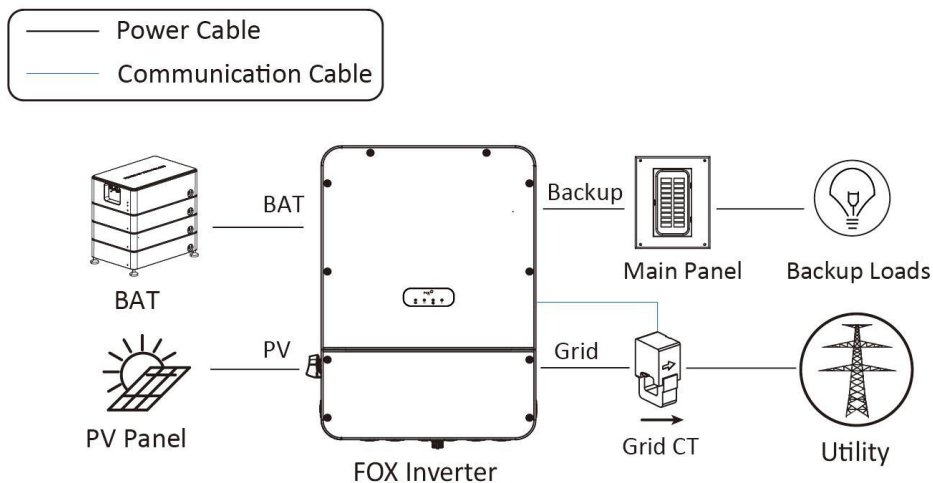 Power Cable
Communication Cable
BAT
Backup
Main Panel
Backup Loads
BAT
PV
Grid
PV Panel
Grid CT
Utility
FOX Inverter